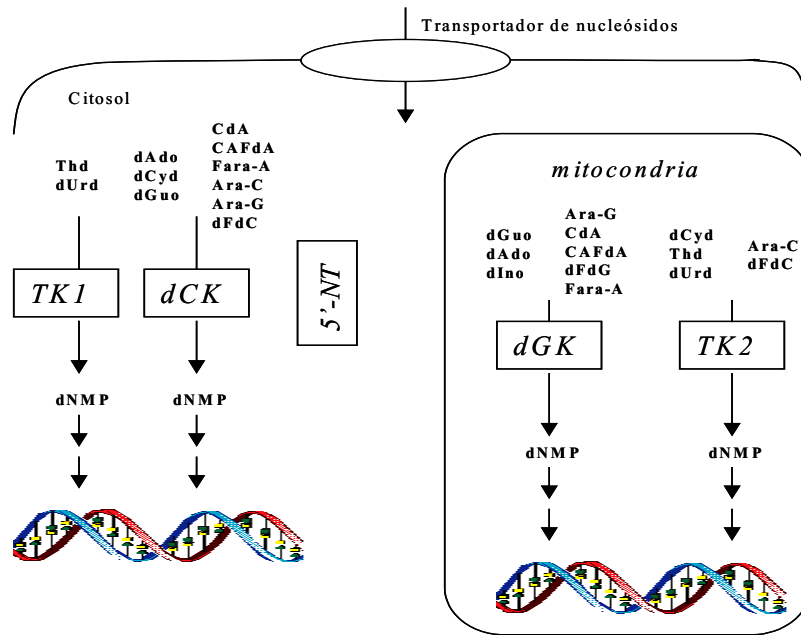 Transportador de nucleósidos
Citosol
Thd
dUrd
dAdo
dCyd
dGuo
CdA
CAFdA
Fara-A
Ara-C
Ara-G
dFdC
TK1
dCK
5'-NT
dNMP
dNMP
mitocondria
dGuo
dAdo
dIno
Ara-G
CdA
CAFdA
dFdG
Fara-A
dCyd
Thd
dUrd
Ara-C
dFdC
dGK
TK2
dNMP
dNMP